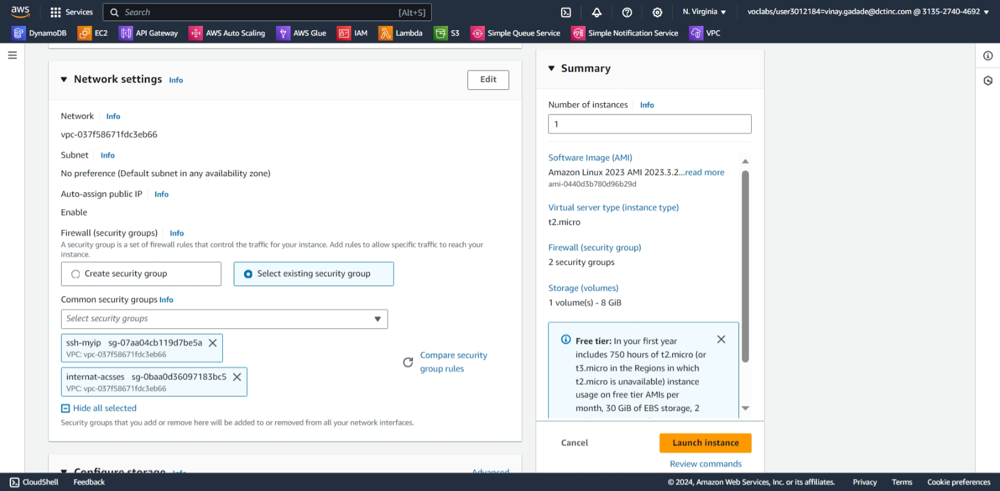 aws
Services
Search
[Alt+S]
N. Virginia
voclabs/user3012184=vinay.gadade@dctinc.com @ 3135-2740-4692
DynamoDB
EC2
API Gateway
AWS Auto Scaling
AWS Glue
IAM
Lambda
S3
Simple Queue Service
Simple Notification Service
VPC
Network settings Info
Edit
Network Info
vpc-037f58671fdc3eb66
Subnet Info
No preference (Default subnet in any availability zone)
Auto-assign public IP Info
Enable
Firewall (security groups) Info
A security group is a set of firewall rules that control the traffic for your instance. Add rules to allow specific traffic to reach your
instance.
Create security group
Select existing security group
Common security groups Info
Select security groups
ssh-myip sg-07aa04cb119d7be5a
VPC: vpc-037f58671fdc3eb66
internat-acsses sg-0baa0d36097183bc5
VPC: vpc-037f58671fdc3eb66
Compare security
group rules
Hide all selected
Security groups that you add or remove here will be added to or removed from all your network interfaces.
Configure storage Info
Advanced
Summary
Number of instances Info
1
Software Image (AMI)
Amazon Linux 2023 AMI 2023.3.2...read more
ami-0440d3b780d96b29d
Virtual server type (instance type)
t2.micro
Firewall (security group)
2 security groups
Storage (volumes)
1 volume(s) - 8 GiB
Free tier: In your first year
includes 750 hours of t2.micro (or
t3.micro in the Regions in which
t2.micro is unavailable) instance
usage on free tier AMIs per
month, 30 GiB of EBS storage, 2
Cancel
Launch instance
Review commands
CloudShell
Feedback
© 2024, Amazon Web Services, Inc. or its affiliates.
Privacy
Terms
Cookie preferences